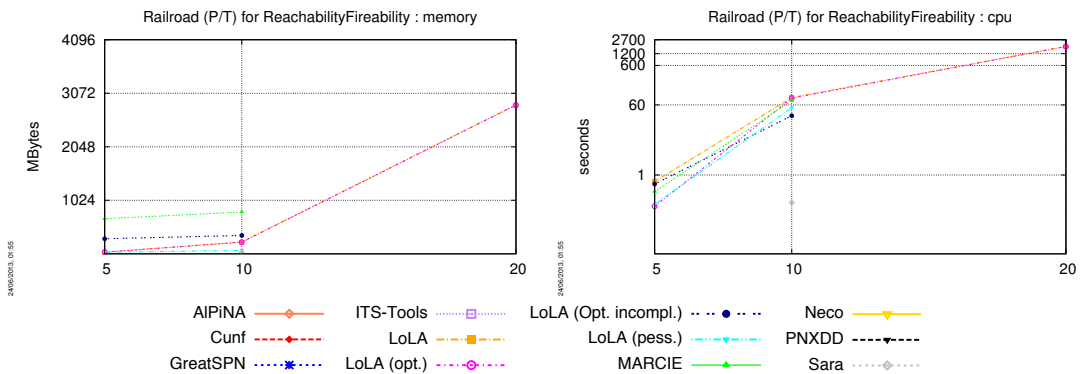 Railroad (P/T) for ReachabilityFireability : memory
4096
3072
2048
1024
MBytes
5
10
20
24/06/2013, 01:55
Railroad (P/T) for ReachabilityFireability : cpu
2700
1200
600
60
1
seconds
5
10
20
24/06/2013, 01:55
AlPiNA
Cunf
GreatSPN
ITS-Tools
LoLA
LoLA (opt.)
LoLA (Opt. incompl.)
LoLA (pess.)
MARCIE
Neco
PNXDD
Sara